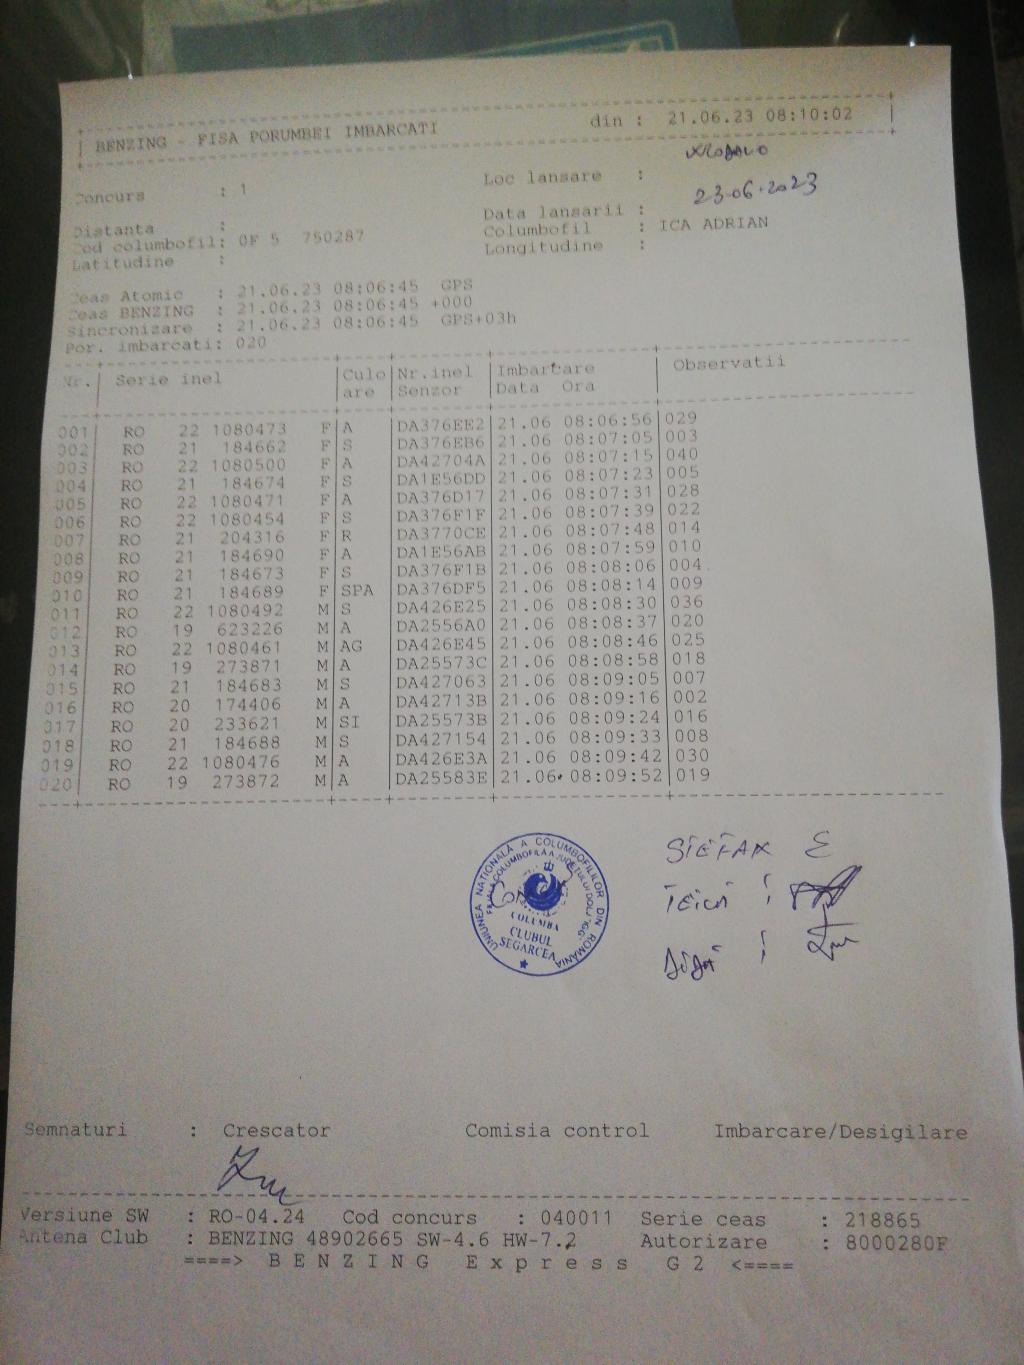 BENZING - FISA PORUMBEI IMBARCATI din : 21.06.23 08:10:02
Concurs : 1 Loc lansare :
Distanta : Data lansarii : 23-06-2023
Cod columbofil: 0F 5 750287 Columbofil : ICA ADRIAN
Latitudine : Longitudine :
Ceas Atomic : 21.06.23 08:06:45 GPS
Ceas BENZING : 21.06.23 08:06:45 +000
Sincronizare : 21.06.23 08:06:45 GPS+03h
Por. imbarcati: 020
Nr. Serie inel Culo Nr.inel Imbarcare Observatii
are Senzor Data Ora
001 RO 22 1080473 F A DA376EE2 21.06 08:06:56 029
002 RO 21 184662 F S DA376EB6 21.06 08:07:05 003
003 RO 22 1080500 F A DA42704A 21.06 08:07:15 040
004 RO 21 184674 F S DA1E56DD 21.06 08:07:23 005
005 RO 22 1080471 F A DA376D17 21.06 08:07:31 028
006 RO 22 1080454 F S DA376F1F 21.06 08:07:39 022
007 RO 21 204316 F R DA3770CE 21.06 08:07:48 014
008 RO 21 184690 F A DA1E56AB 21.06 08:07:59 010
009 RO 21 184673 F S DA376F1B 21.06 08:08:06 004
010 RO 21 184689 F SPA DA376DF5 21.06 08:08:14 009
011 RO 22 1080492 M S DA426E25 21.06 08:08:30 036
012 RO 19 623226 M A DA2556A0 21.06 08:08:37 020
013 RO 22 1080461 M AG DA426E45 21.06 08:08:46 025
014 RO 19 273871 M A DA25573C 21.06 08:08:58 018
015 RO 21 184683 M S DA427063 21.06 08:09:05 007
016 RO 20 174406 M A DA42713B 21.06 08:09:16 002
017 RO 20 233621 M SI DA25573B 21.06 08:09:24 016
018 RO 21 184688 M S DA427154 21.06 08:09:33 008
019 RO 22 1080476 M A DA426E3A 21.06 08:09:42 030
020 RO 19 273872 M A DA25583E 21.06 08:09:52 019
UNIUNEA NATIONALĂ A COLUMBOFILILOR DIN ROMÂNIA
FILIALA COLUMBOFILĂ A JUDEȚULUI DOLJ
COLUMBA
CLUBUL
SEGARCEA
STEFAN E
Semnaturi : Crescator Comisia control Imbarcare/Desigilare
Versiune SW : RO-04.24 Cod concurs : 040011 Serie ceas : 218865
Antena Club : BENZING 48902665 SW-4.6 HW-7.2 Autorizare : 8000280F
====> B E N Z I N G E x p r e s s G 2 <====